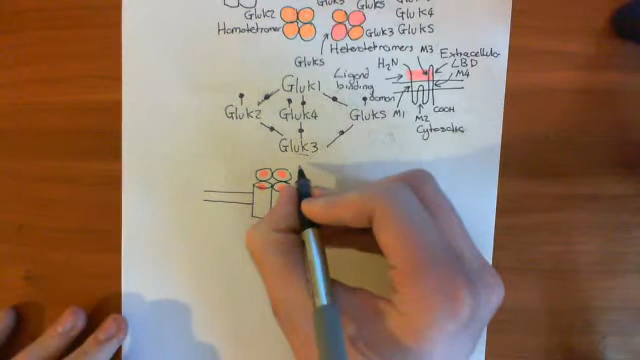 Gluk2
Gluk5
Gluk4
Homotetramer
Gluk3
Gluk5
Heterotetramers
Gluk5
M3
Extracellular
H₂N
LBD
M4
Ligand
binding
domain
M1
M2
COOH
Cytosolic
Gluk1
Gluk2
Gluk4
Gluk5
Gluk3